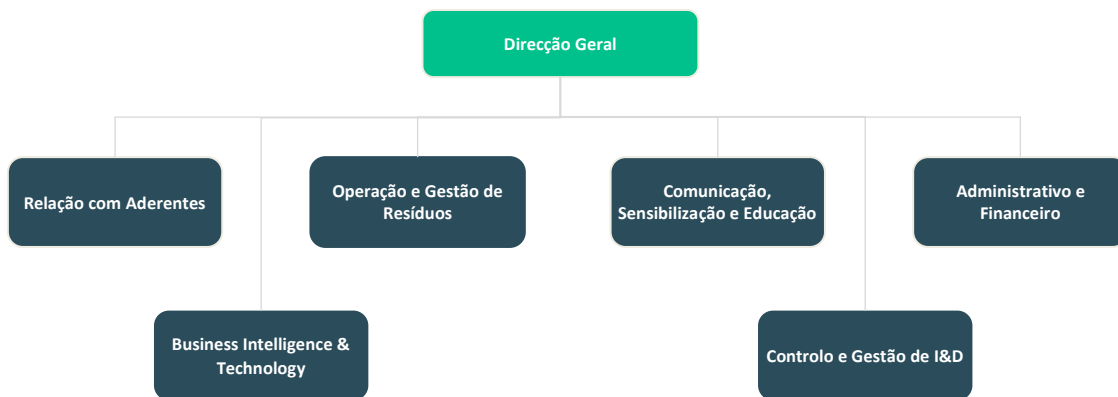 Direcção Geral
Relação com Aderentes
Operação e Gestão de
Resíduos
Comunicação,
Sensibilização e Educação
Administrativo e
Financeiro
Business Intelligence &
Technology
Controlo e Gestão de I&D